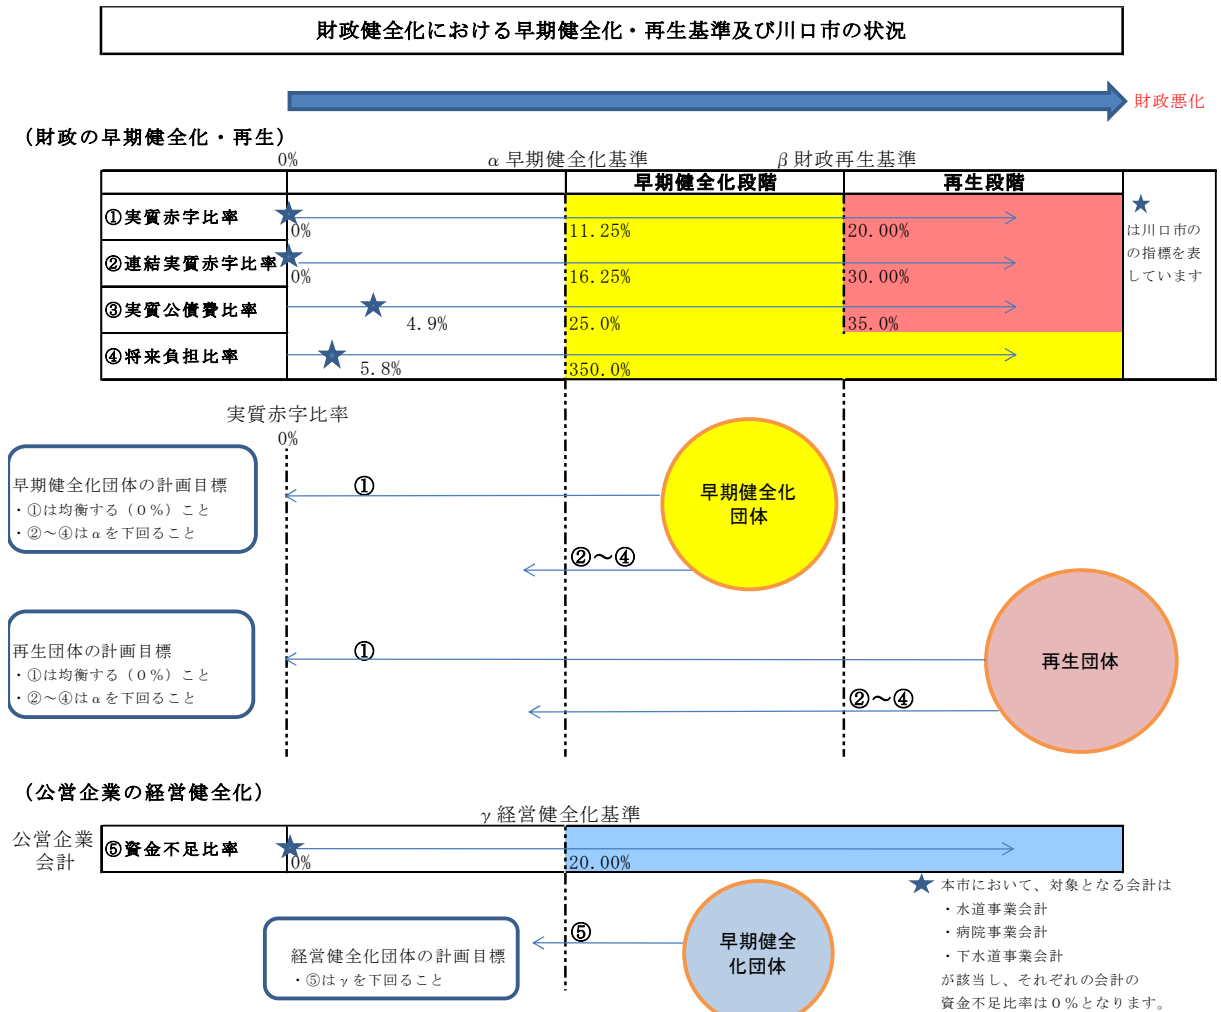 財政健全化における早期健全化・再生基準及び川口市の状況
財政悪化
（財政の早期健全化・再生）
0%
α早期健全化基準
β財政再生基準
早期健全化段階
再生段階
①実質赤字比率
0%
11.25%
20.00%
②連結実質赤字比率
0%
16.25%
30.00%
③実質公債費比率
4.9%
25.0%
35.0%
④将来負担比率
5.8%
350.0%
★
は川口市の
の指標を表
しています
実質赤字比率
0%
早期健全化団体の計画目標
・①は均衡する（０%）こと
・②～④はαを下回ること
①
②～④
早期健全化
団体
再生団体の計画目標
・①は均衡する（０%）こと
・②～④はαを下回ること
①
②～④
再生団体
（公営企業の経営健全化）
γ経営健全化基準
公営企業
会計
⑤資金不足比率
0%
20.00%
経営健全化団体の計画目標
・⑤はγを下回ること
⑤
早期健全
化団体
★ 本市において、対象となる会計は
・水道事業会計
・病院事業会計
・下水道事業会計
が該当し、それぞれの会計の
資金不足比率は０%となります。